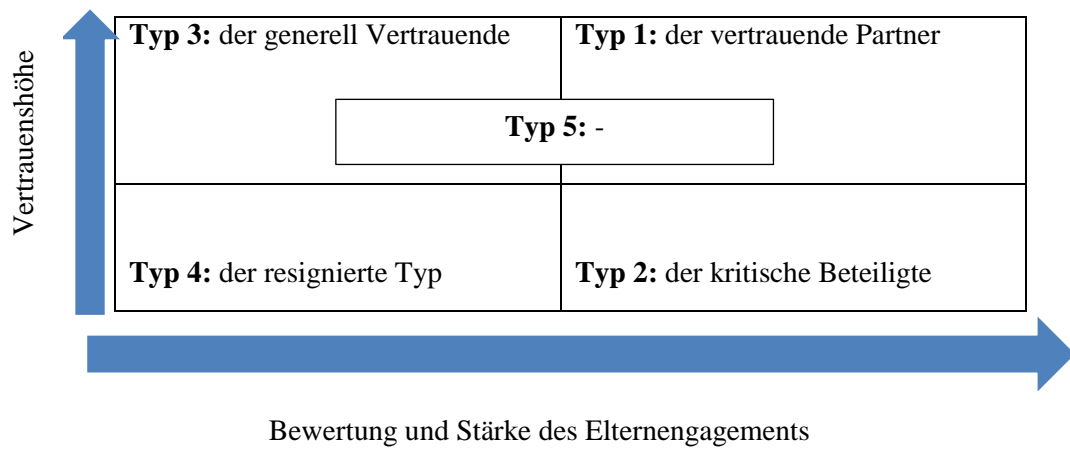 Vertrauenshöhe
Typ 3: der generell Vertrauende
Typ 1: der vertrauende Partner
Typ 5: -
Typ 4: der resignierte Typ
Typ 2: der kritische Beteiligte
Bewertung und Stärke des Elternengagements